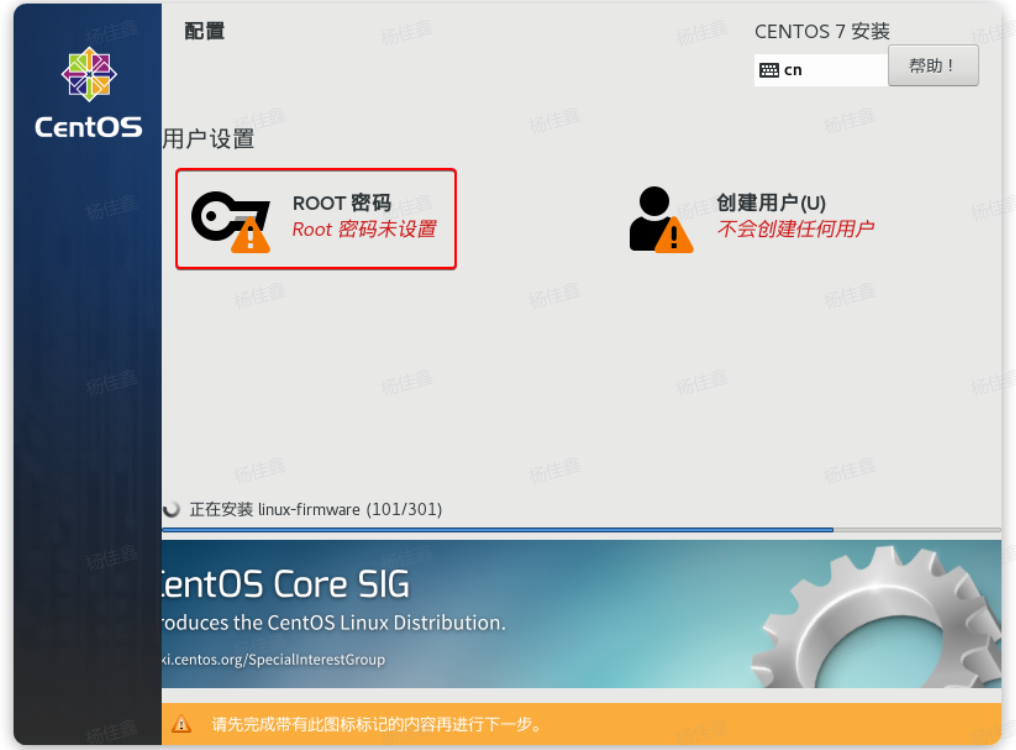 配置
CENTOS 7 安装
cn
帮助！
CentOS
用户设置
ROOT 密码
Root 密码未设置
创建用户(U)
不会创建任何用户
正在安装 linux-firmware (101/301)
CentOS Core SIG
roduces the CentOS Linux Distribution.
ki.centos.org/SpecialInterestGroup
请先完成带有此图标标记的内容再进行下一步。
杨佳鑫